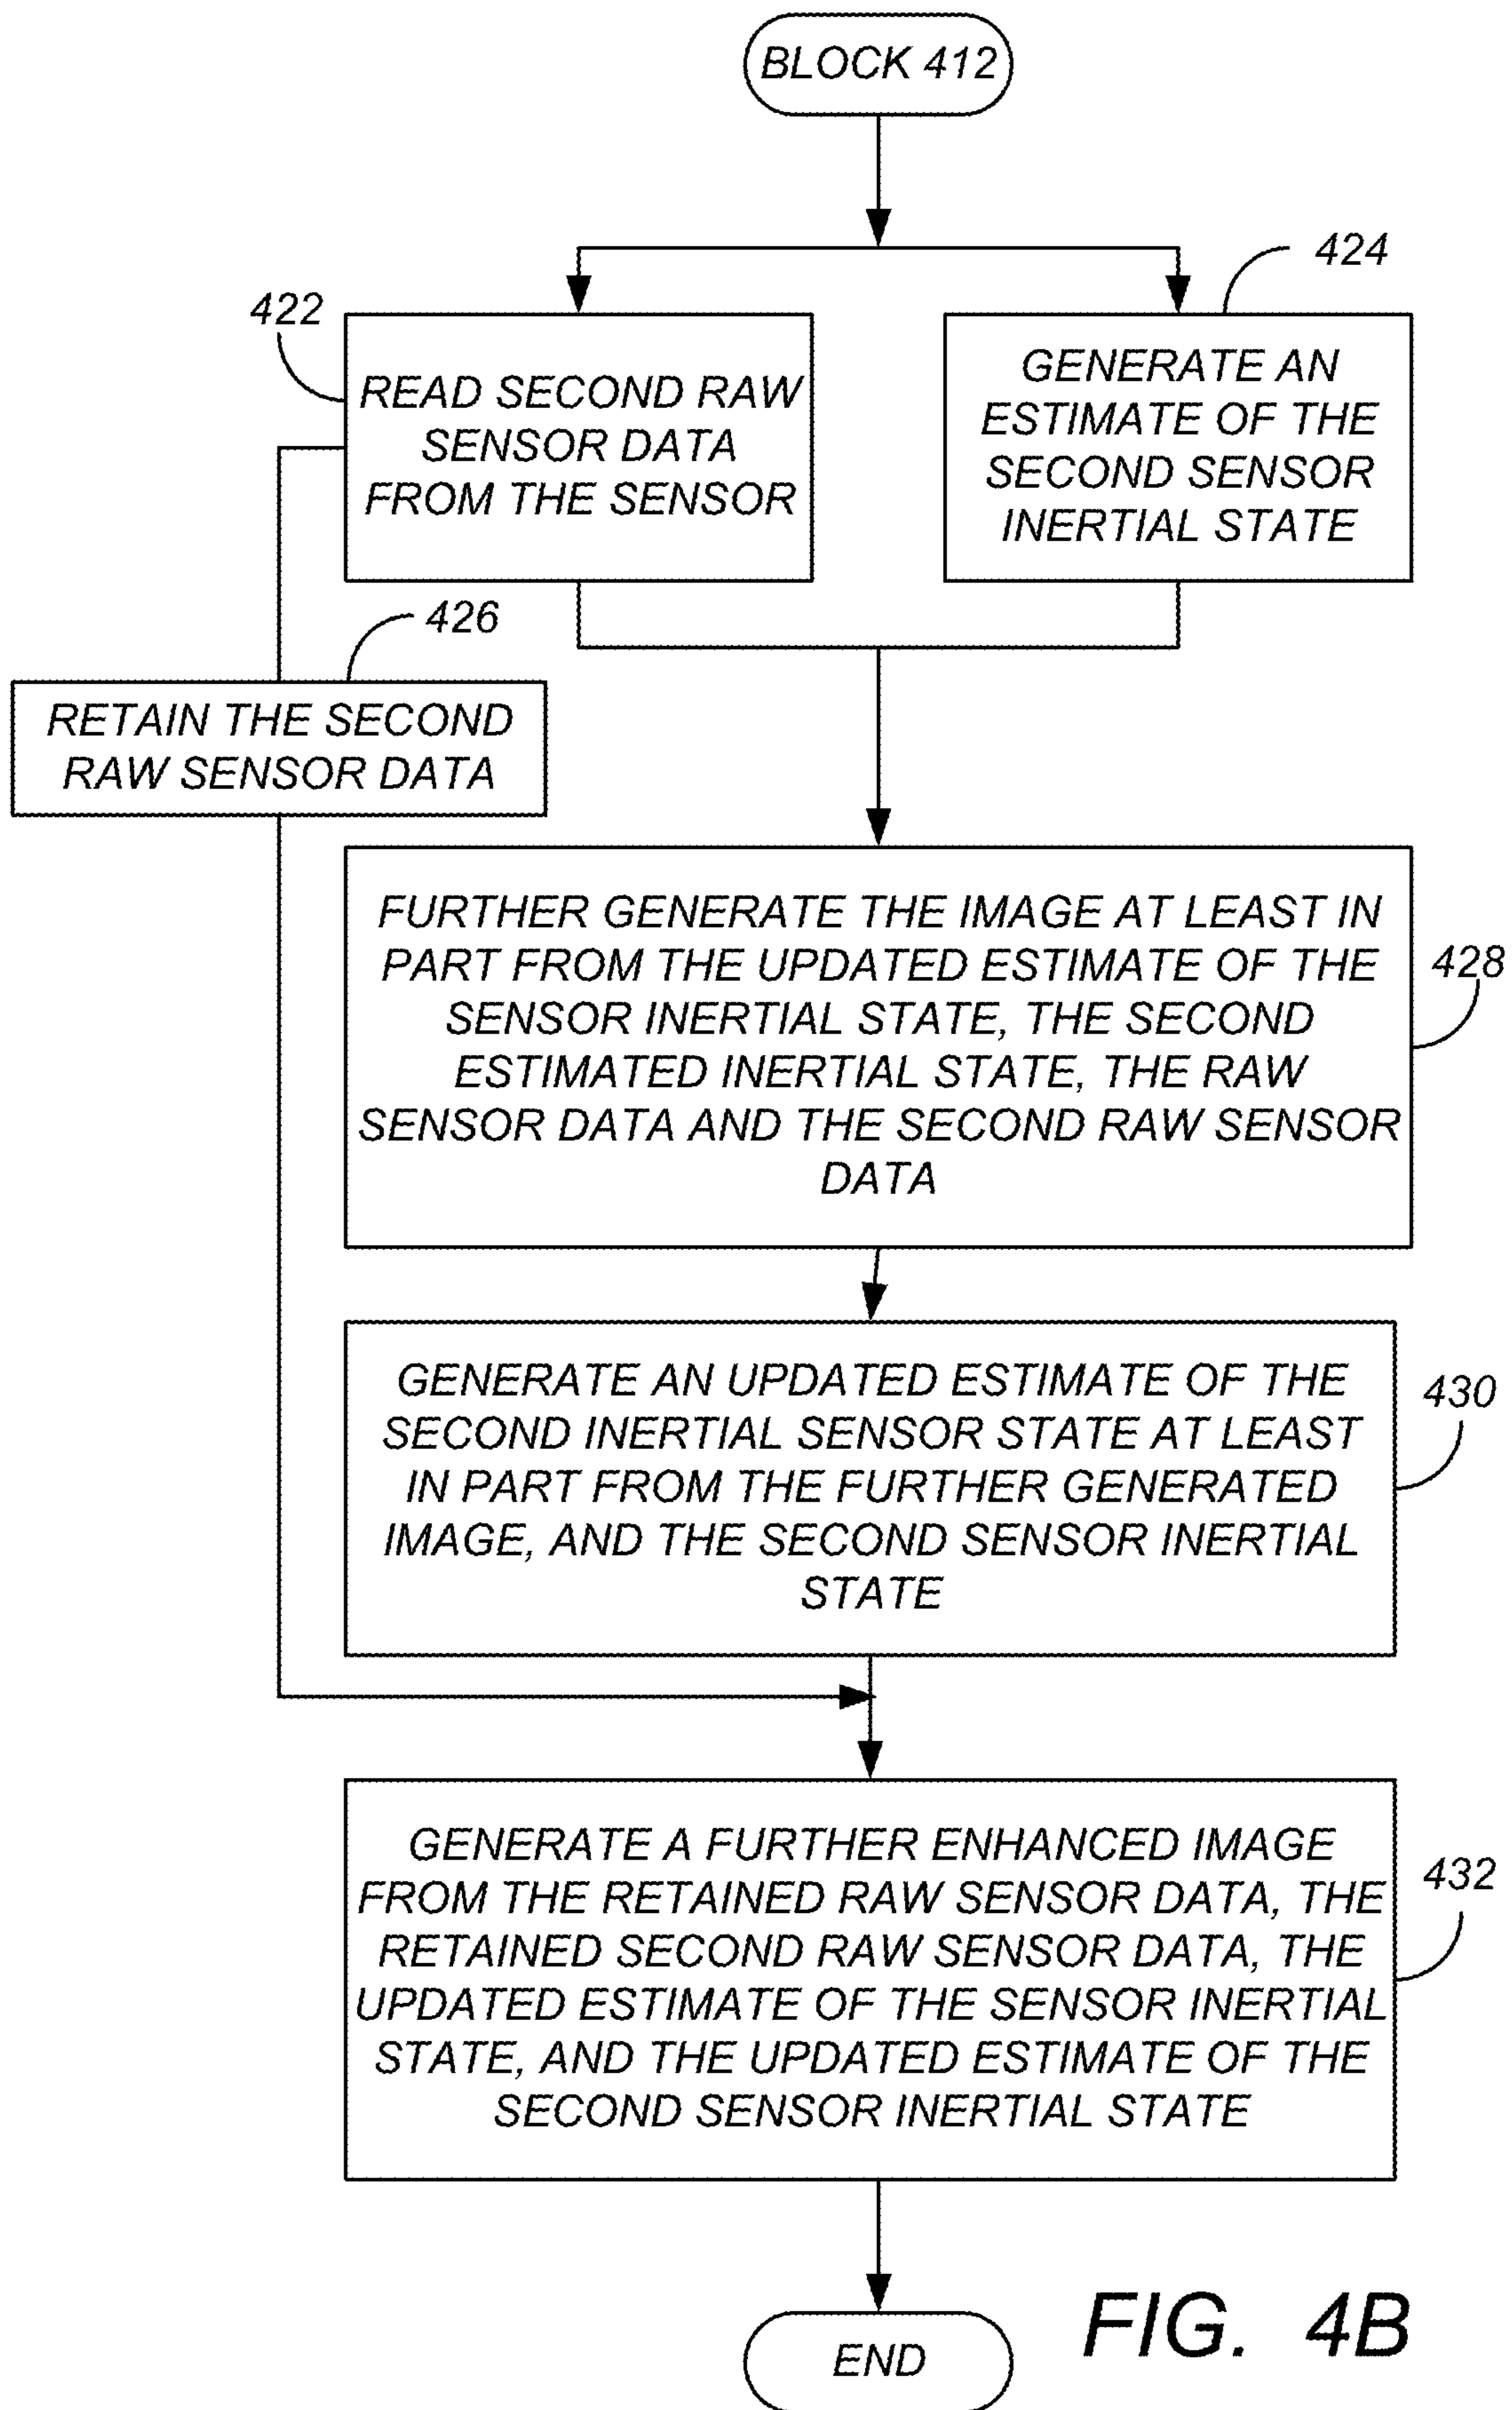 BLOCK 412
424
422
READ SECOND RAW
SENSOR DATA
FROM THE SENSOR
GENERATE AN
ESTIMATE OF THE
SECOND SENSOR
INERTIAL STATE
426
RETAIN THE SECOND
RAW SENSOR DATA
FURTHER GENERATE THE IMAGE AT LEAST IN
PART FROM THE UPDATED ESTIMATE OF THE
SENSOR INERTIAL STATE, THE SECOND
ESTIMATED INERTIAL STATE, THE RAW
SENSOR DATA AND THE SECOND RAW SENSOR
DATA
428
GENERATE AN UPDATED ESTIMATE OF THE
SECOND INERTIAL SENSOR STATE AT LEAST
IN PART FROM THE FURTHER GENERATED
IMAGE, AND THE SECOND SENSOR INERTIAL
STATE
430
GENERATE A FURTHER ENHANCED IMAGE
FROM THE RETAINED RAW SENSOR DATA, THE
RETAINED SECOND RAW SENSOR DATA, THE
UPDATED ESTIMATE OF THE SENSOR INERTIAL
STATE, AND THE UPDATED ESTIMATE OF THE
SECOND SENSOR INERTIAL STATE
432
END
FIG. 4B